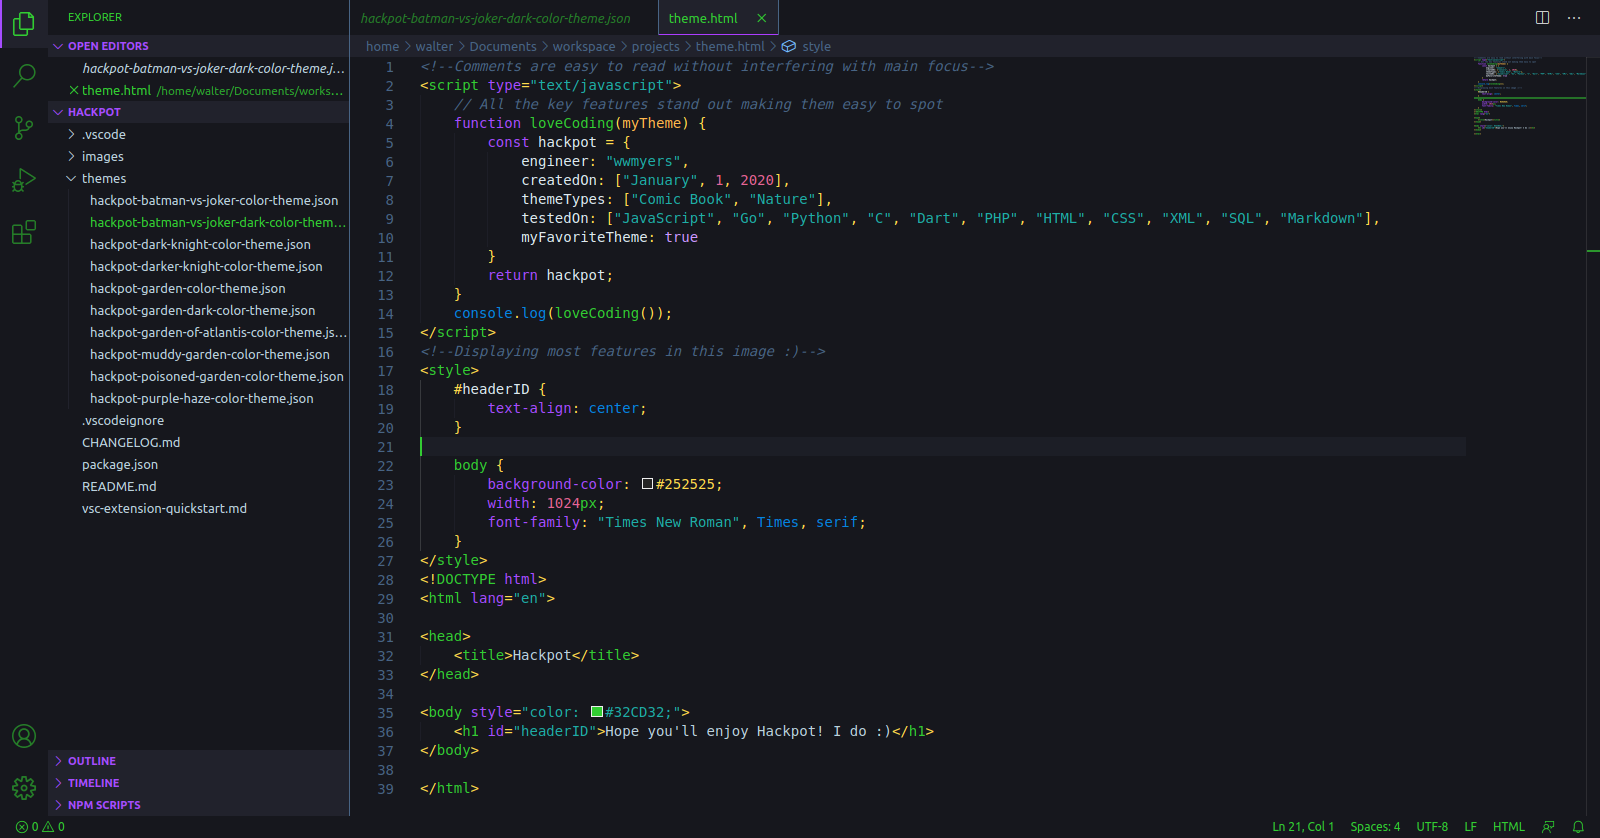 EXPLORER
OPEN EDITORS
hackpot-batman-vs-joker-dark-color-theme.j...
theme.html /home/walter/Documents/works...
HACKPOT
.vscode
images
themes
hackpot-batman-vs-joker-color-theme.json
hackpot-batman-vs-joker-dark-color-them...
hackpot-dark-knight-color-theme.json
hackpot-darker-knight-color-theme.json
hackpot-garden-color-theme.json
hackpot-garden-dark-color-theme.json
hackpot-garden-of-atlantis-color-theme.js...
hackpot-muddy-garden-color-theme.json
hackpot-poisoned-garden-color-theme.json
hackpot-purple-haze-color-theme.json
.vscodeignore
CHANGELOG.md
package.json
README.md
vsc-extension-quickstart.md
OUTLINE
TIMELINE
NPM SCRIPTS
hackpot-batman-vs-joker-dark-color-theme.json
theme.html
home > walter > Documents > workspace > projects > theme.html > style
1 <!--Comments are easy to read without interfering with main focus-->
2 <script type="text/javascript">
3 // All the key features stand out making them easy to spot
4 function loveCoding(myTheme) {
5 const hackpot = {
6 engineer: "wwmyers",
7 createdOn: ["January", 1, 2020],
8 themeTypes: ["Comic Book", "Nature"],
9 testedOn: ["JavaScript", "Go", "Python", "C", "Dart", "PHP", "HTML", "CSS", "XML", "SQL", "Markdown"],
10 myFavoriteTheme: true
11 }
12 return hackpot;
13 }
14 console.log(loveCoding());
15 </script>
16 <!--Displaying most features in this image :)-->
17 <style>
18 #headerID {
19 text-align: center;
20 }
21
22 body {
23 background-color: #252525;
24 width: 1024px;
25 font-family: "Times New Roman", Times, serif;
26 }
27 </style>
28 <!DOCTYPE html>
29 <html lang="en">
30
31 <head>
32 <title>Hackpot</title>
33 </head>
34
35 <body style="color: #32CD32;">
36 <h1 id="headerID">Hope you'll enjoy Hackpot! I do :)</h1>
37 </body>
38
39 </html>
0 0
Ln 21, Col 1 Spaces: 4 UTF-8 LF HTML